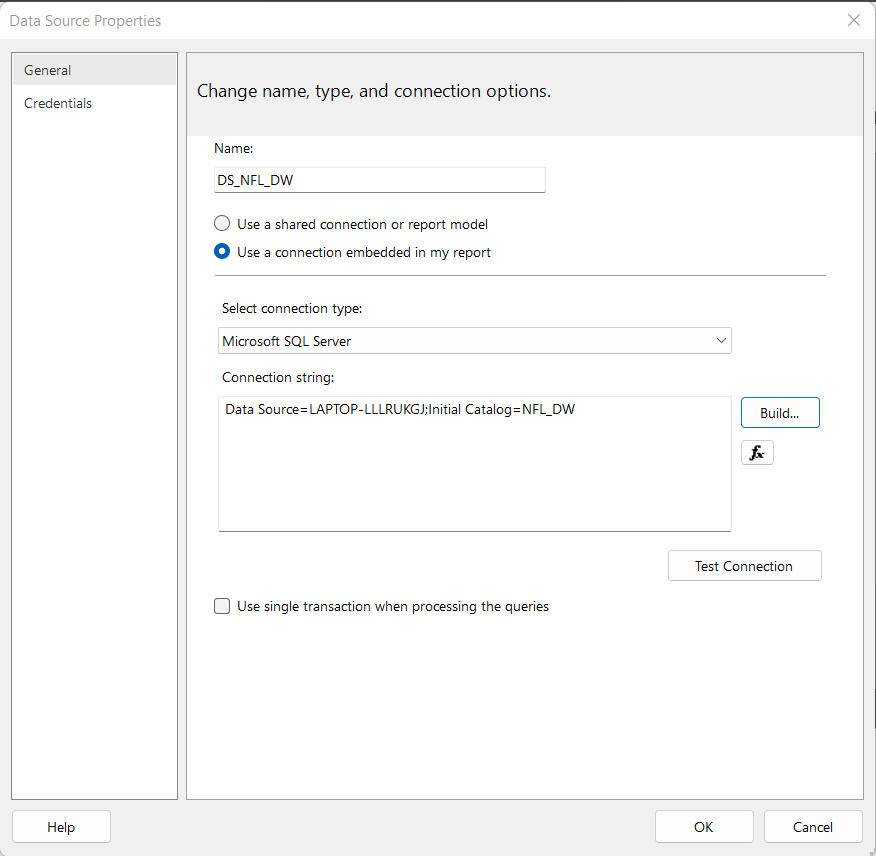 Data Source Properties
General
Credentials
Change name, type, and connection options.
Name:
DS_NFL_DW
Use a shared connection or report model
Use a connection embedded in my report
Select connection type:
Microsoft SQL Server
Connection string:
Data Source=LAPTOP-LLLRUKGJ;Initial Catalog=NFL_DW
Build...
fx
Test Connection
Use single transaction when processing the queries
Help
OK
Cancel